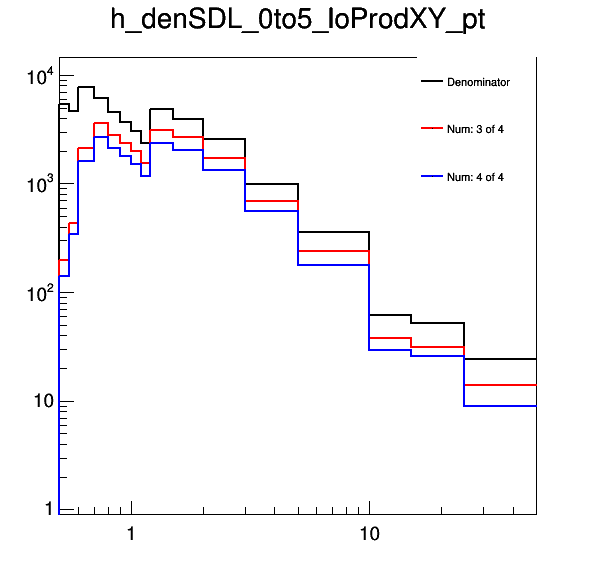 h_denSDL_0to5_loProdXY_pt
10^4
Denominator
Num: 3 of 4
10^3
Num: 4 of 4
10^2
10
1
1 10